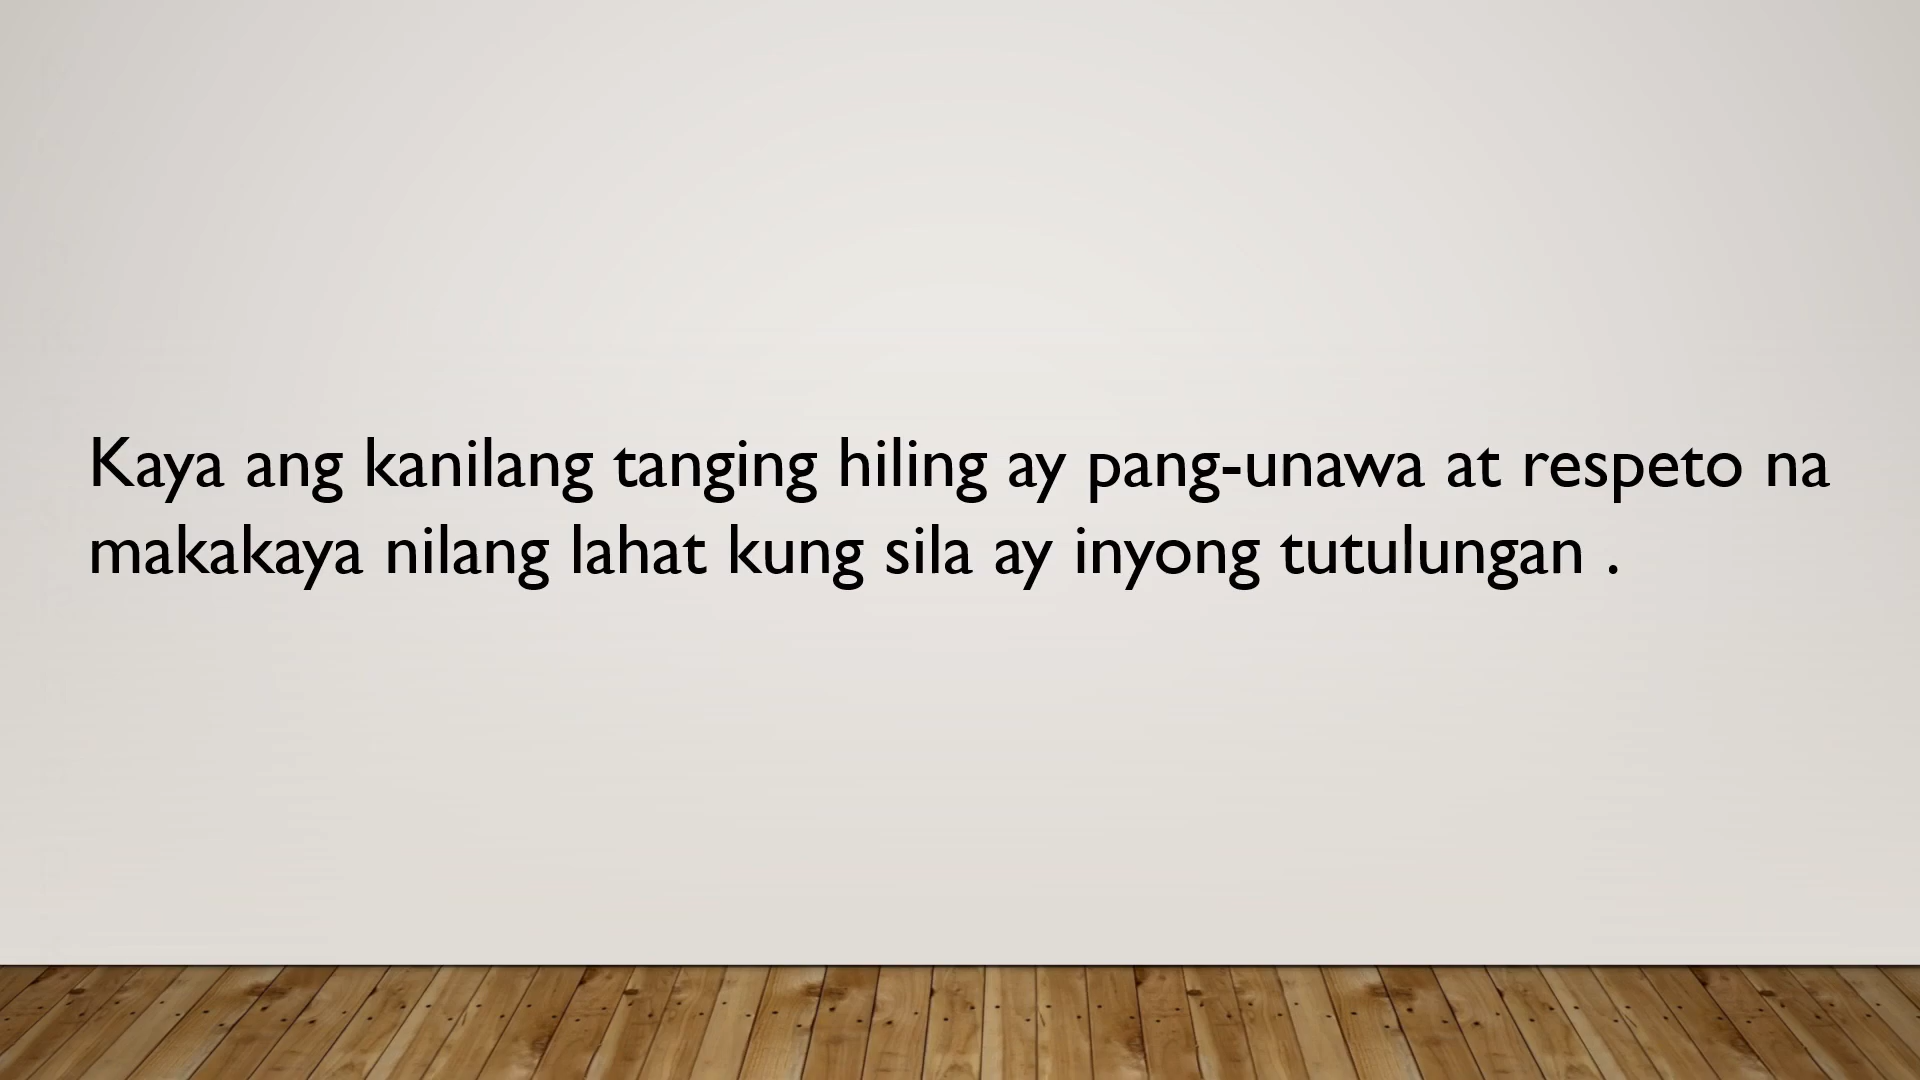 Kaya ang kanilang tanging hiling ay pang-unawa at respeto na
makakaya nilang lahat kung sila ay inyong tutulungan .